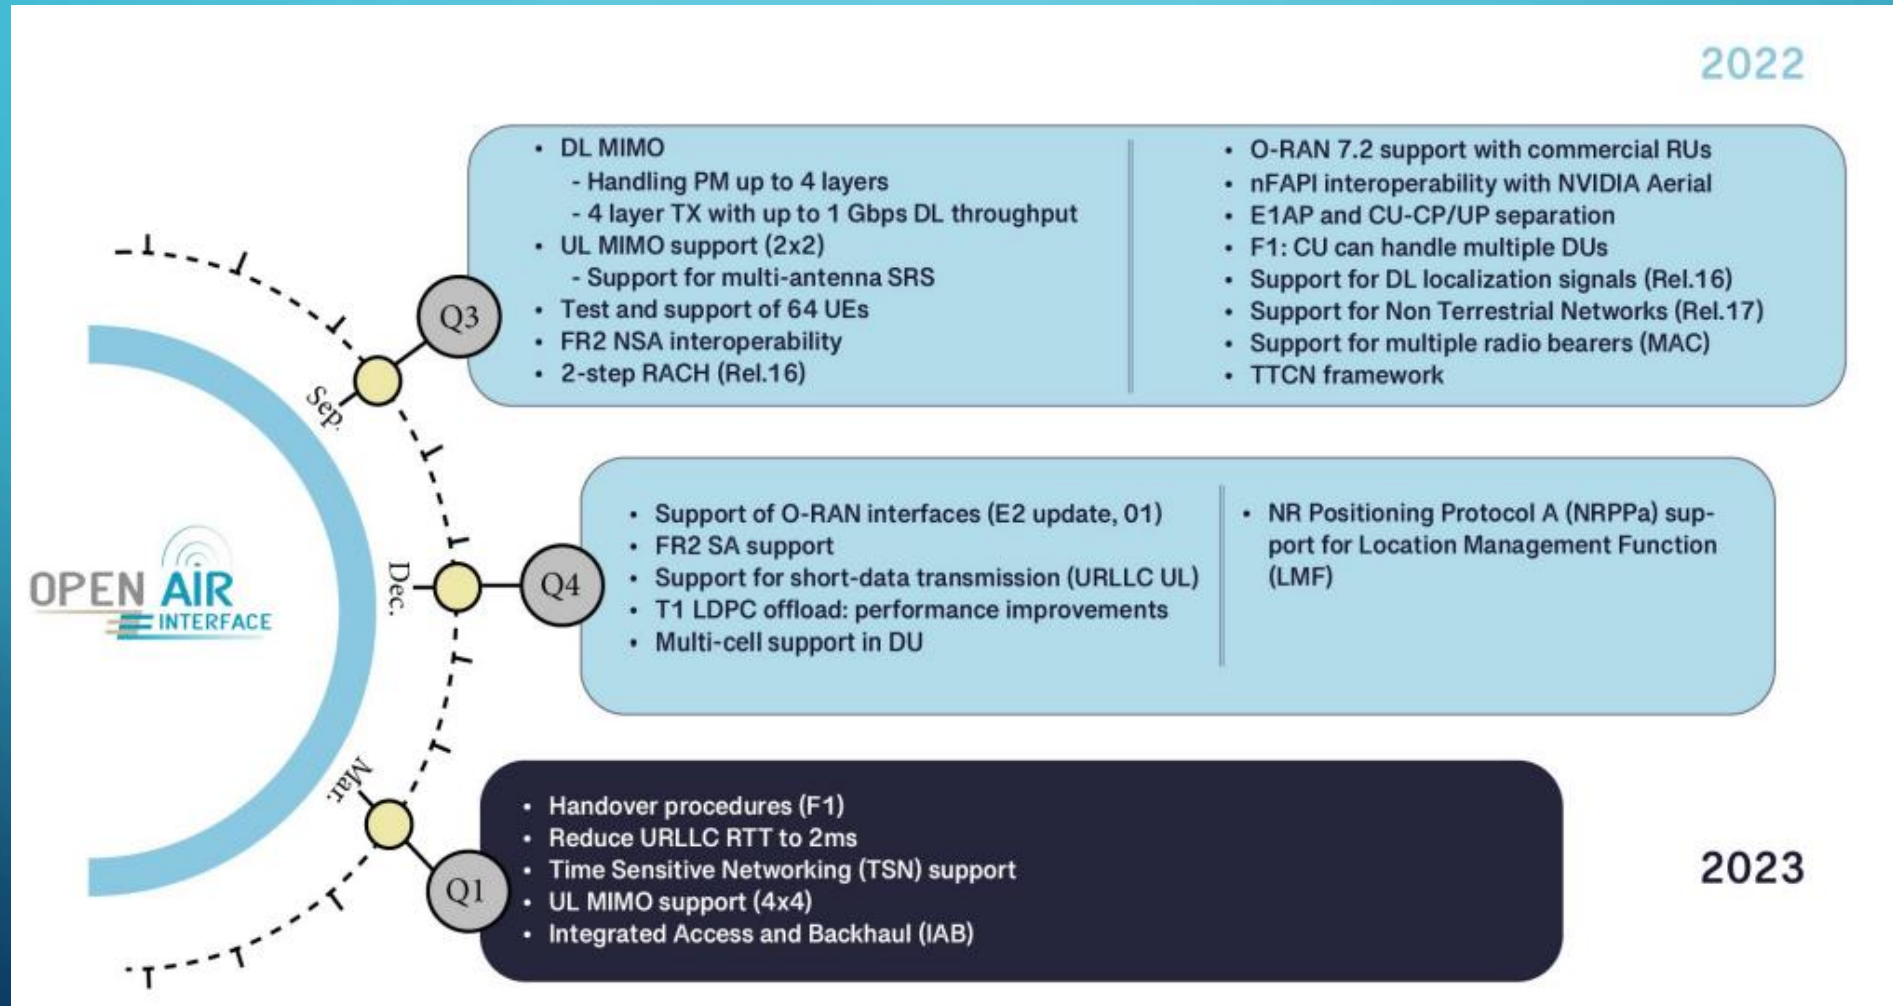 2022
• DL MIMO
- Handling PM up to 4 layers
- 4 layer TX with up to 1 Gbps DL throughput
• UL MIMO support (2x2)
- Support for multi-antenna SRS
• Test and support of 64 UEs
• FR2 NSA interoperability
• 2-step RACH (Rel.16)
• O-RAN 7.2 support with commercial RUs
• nFAPI interoperability with NVIDIA Aerial
• E1AP and CU-CP/UP separation
• F1: CU can handle multiple DUs
• Support for DL localization signals (Rel.16)
• Support for Non Terrestrial Networks (Rel.17)
• Support for multiple radio bearers (MAC)
• TTCN framework
Q3
Sep.
• Support of O-RAN interfaces (E2 update, 01)
• FR2 SA support
• Support for short-data transmission (URLLC UL)
• T1 LDPC offload: performance improvements
• Multi-cell support in DU
• NR Positioning Protocol A (NRPPa) sup-
port for Location Management Function
(LMF)
Q4
Dec.
OPEN AIR
INTERFACE
Mar.
Q1
• Handover procedures (F1)
• Reduce URLLC RTT to 2ms
• Time Sensitive Networking (TSN) support
• UL MIMO support (4x4)
• Integrated Access and Backhaul (IAB)
2023